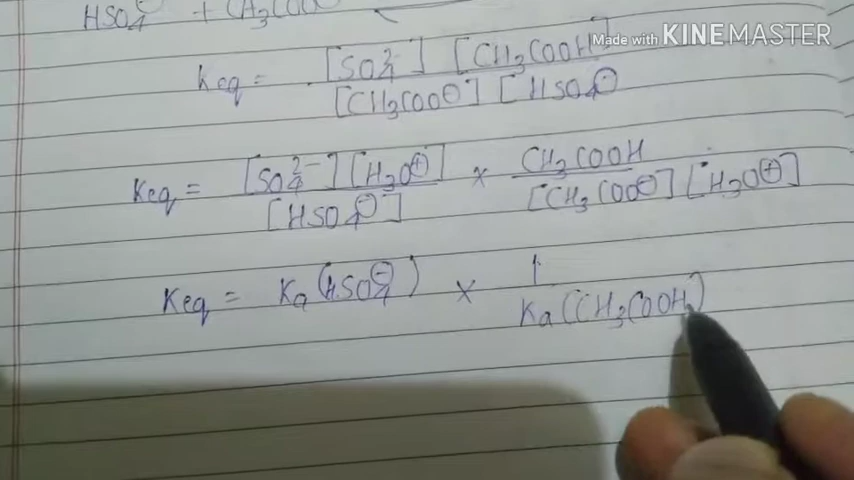 HSO₄⊖ + CH₃COO
Made with KINEMASTER
Keq = [SO₄²⁻] [CH₃COOH] / [CH₃COO⊖] [HSO₄⊖]
Keq = [SO₄²⁻][H₃O⊕] / [HSO₄⊖] × CH₃COOH / [CH₃COO⊖][H₃O⊕]
Keq = Ka(HSO₄⊖) × 1 / Ka(CH₃COOH)